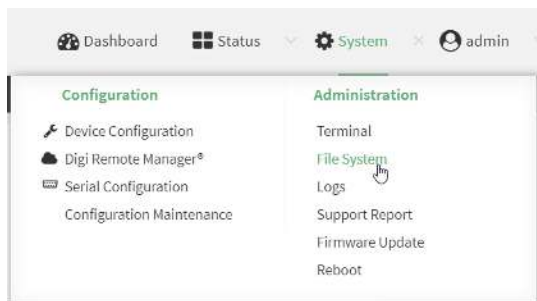 Dashboard Status System admin
Configuration Administration
Device Configuration Terminal
Digi Remote Manager® File System
Serial Configuration Logs
Configuration Maintenance Support Report
Firmware Update
Reboot